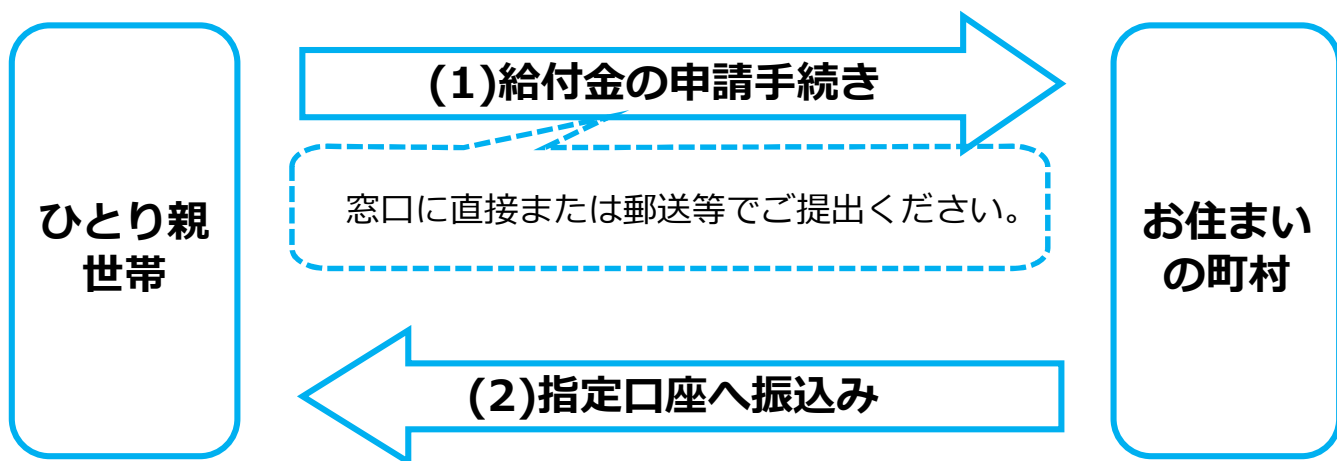 (1)給付金の申請手続き
窓口に直接または郵送等でご提出ください。
ひとり親
世帯
お住まい
の町村
(2)指定口座へ振込み